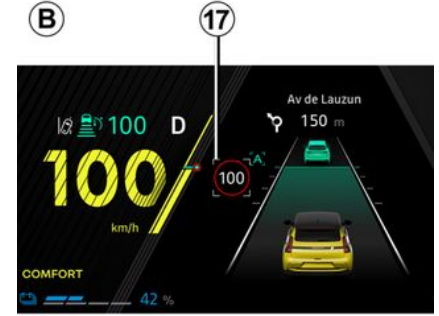 B
17
Av de Lauzun
150 m
100 D
100
km/h
100
A
COMFORT
42 %